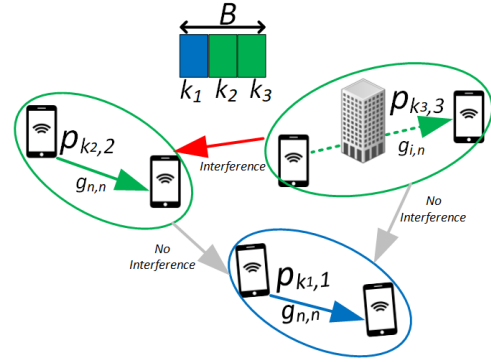 B
k1 k2 k3
pk3,3
gi,n
pk2,2
gn,n
Interference
No
Interference
No
Interference
pk1,1
gn,n